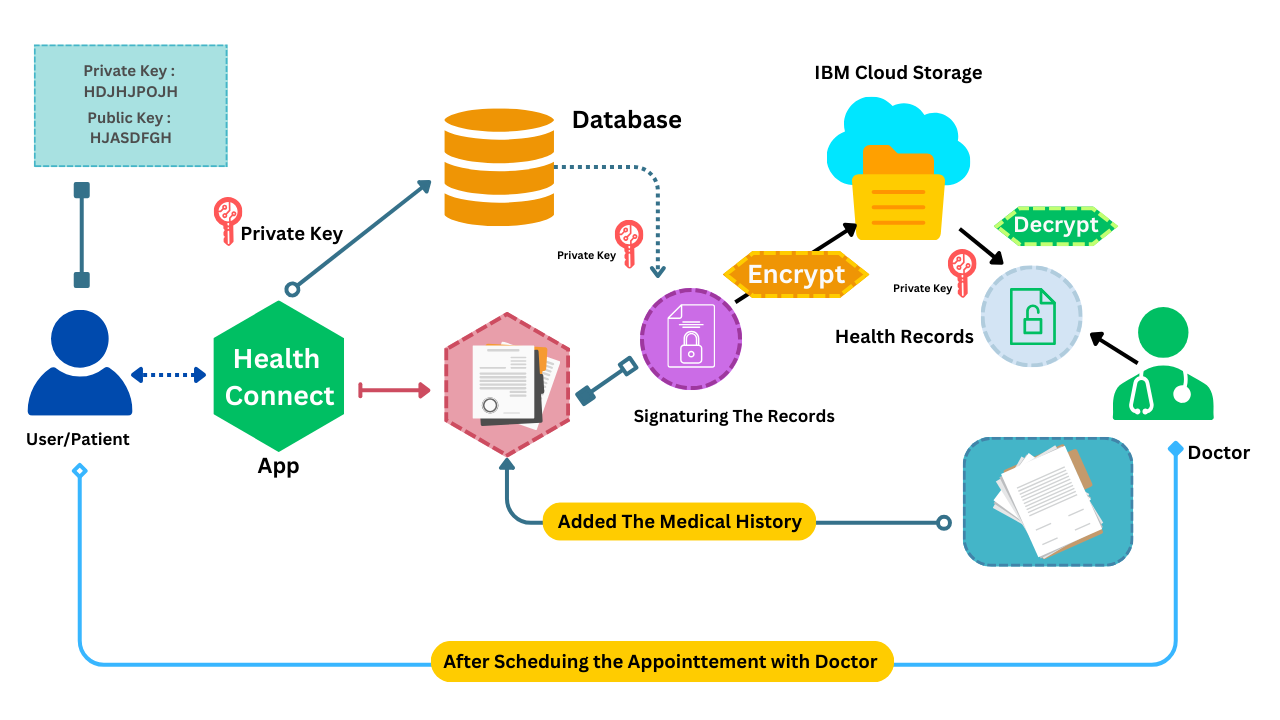 Private Key :
HDJHJPOJH
Public Key :
HJASDFGH
IBM Cloud Storage
Database
Private Key
Private Key
Encrypt
Decrypt
Private Key
Health Records
Health
Connect
App
User/Patient
Signaturing The Records
Doctor
Added The Medical History
After Scheduing the Appointtement with Doctor